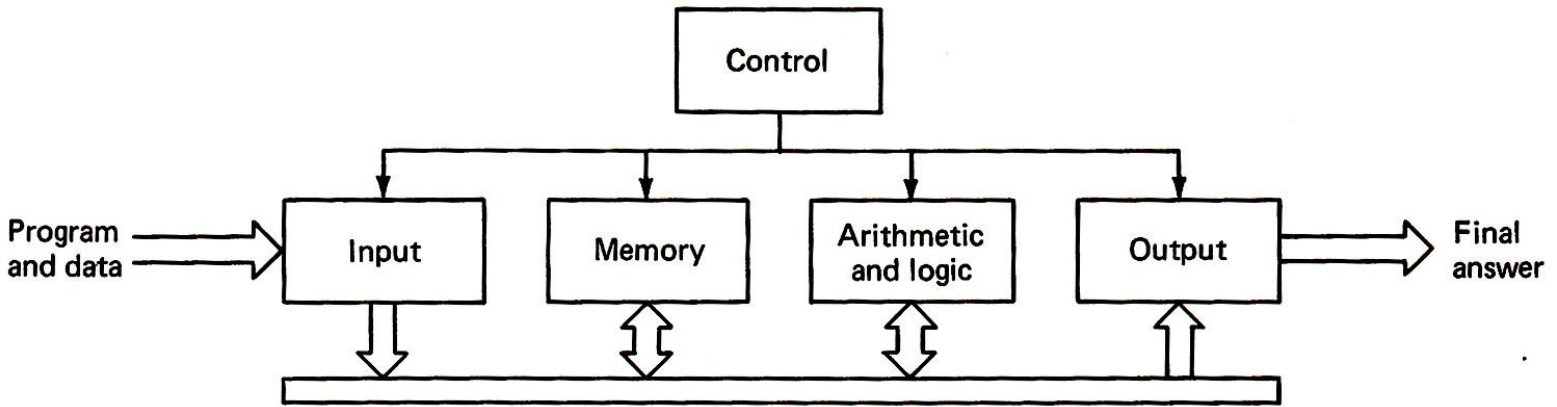 Control
Program
and data
Input
Memory
Arithmetic
and logic
Output
Final
answer